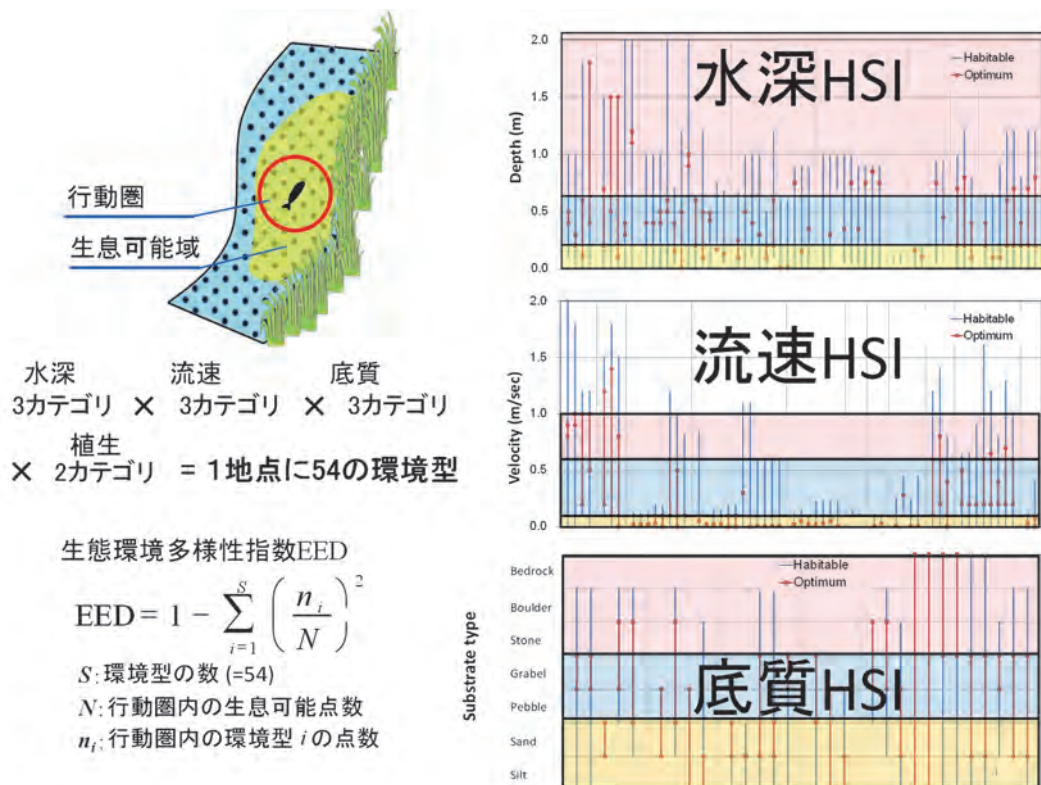 行動圏
生息可能域
水深 流速 底質
3カテゴリ × 3カテゴリ × 3カテゴリ
植生
× 2カテゴリ = 1地点に54の環境型
生態環境多様性指数EED
EED = 1 − ∑ i=1 S ( n i / N ) 2
S:環境型の数 (=54)
N:行動圏内の生息可能点数
n i:行動圏内の環境型 i の点数
水深HSI
Habitable
Optimum
Depth (m)
2.0
1.5
1.0
0.5
0.0
流速HSI
Habitable
Optimum
Velocity (m/sec)
2.0
1.5
1.0
0.5
0.0
底質HSI
Habitable
Optimum
Substrate type
Bedrock
Boulder
Stone
Grabel
Pebble
Sand
Silt